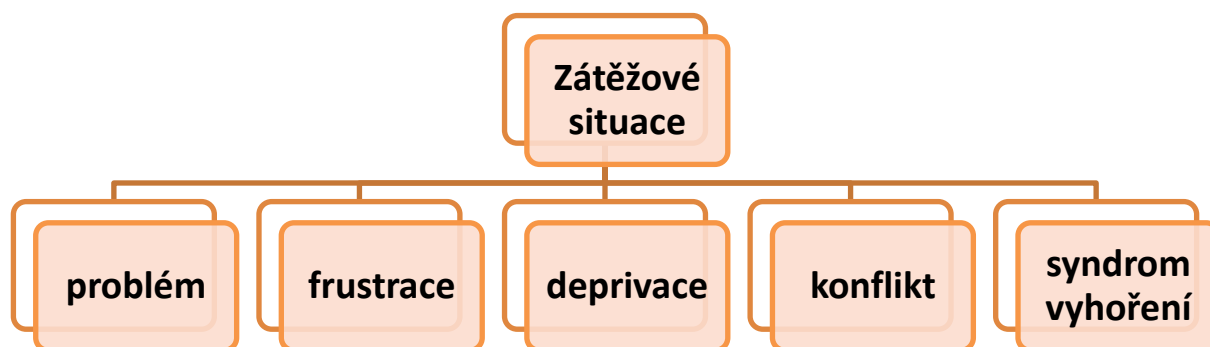 Zátěžové
situace
problém
frustrace
deprivace
konflikt
syndrom
vyhoření